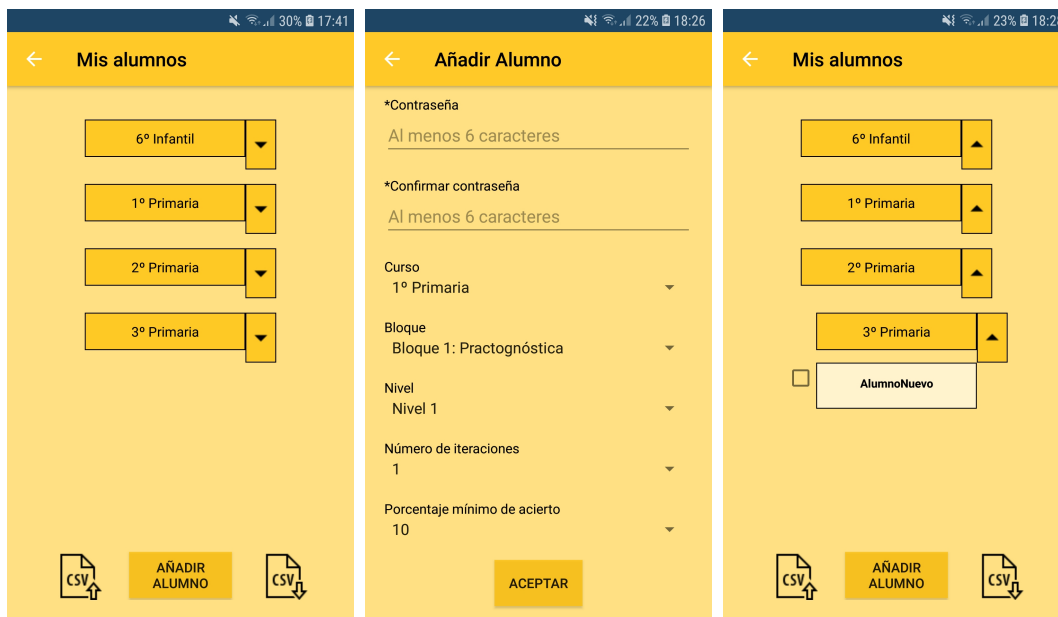 30% 17:41
Mis alumnos
6º Infantil
1º Primaria
2º Primaria
3º Primaria
CSV
AÑADIR
ALUMNO
CSV
22% 18:26
Añadir Alumno
*Contraseña
Al menos 6 caracteres
*Confirmar contraseña
Al menos 6 caracteres
Curso
1º Primaria
Bloque
Bloque 1: Practognóstica
Nivel
Nivel 1
Número de iteraciones
1
Porcentaje mínimo de acierto
10
ACEPTAR
23%
Mis alumnos
6º Infantil
1º Primaria
2º Primaria
3º Primaria
AlumnoNuevo
CSV
AÑADIR
ALUMNO
CSV